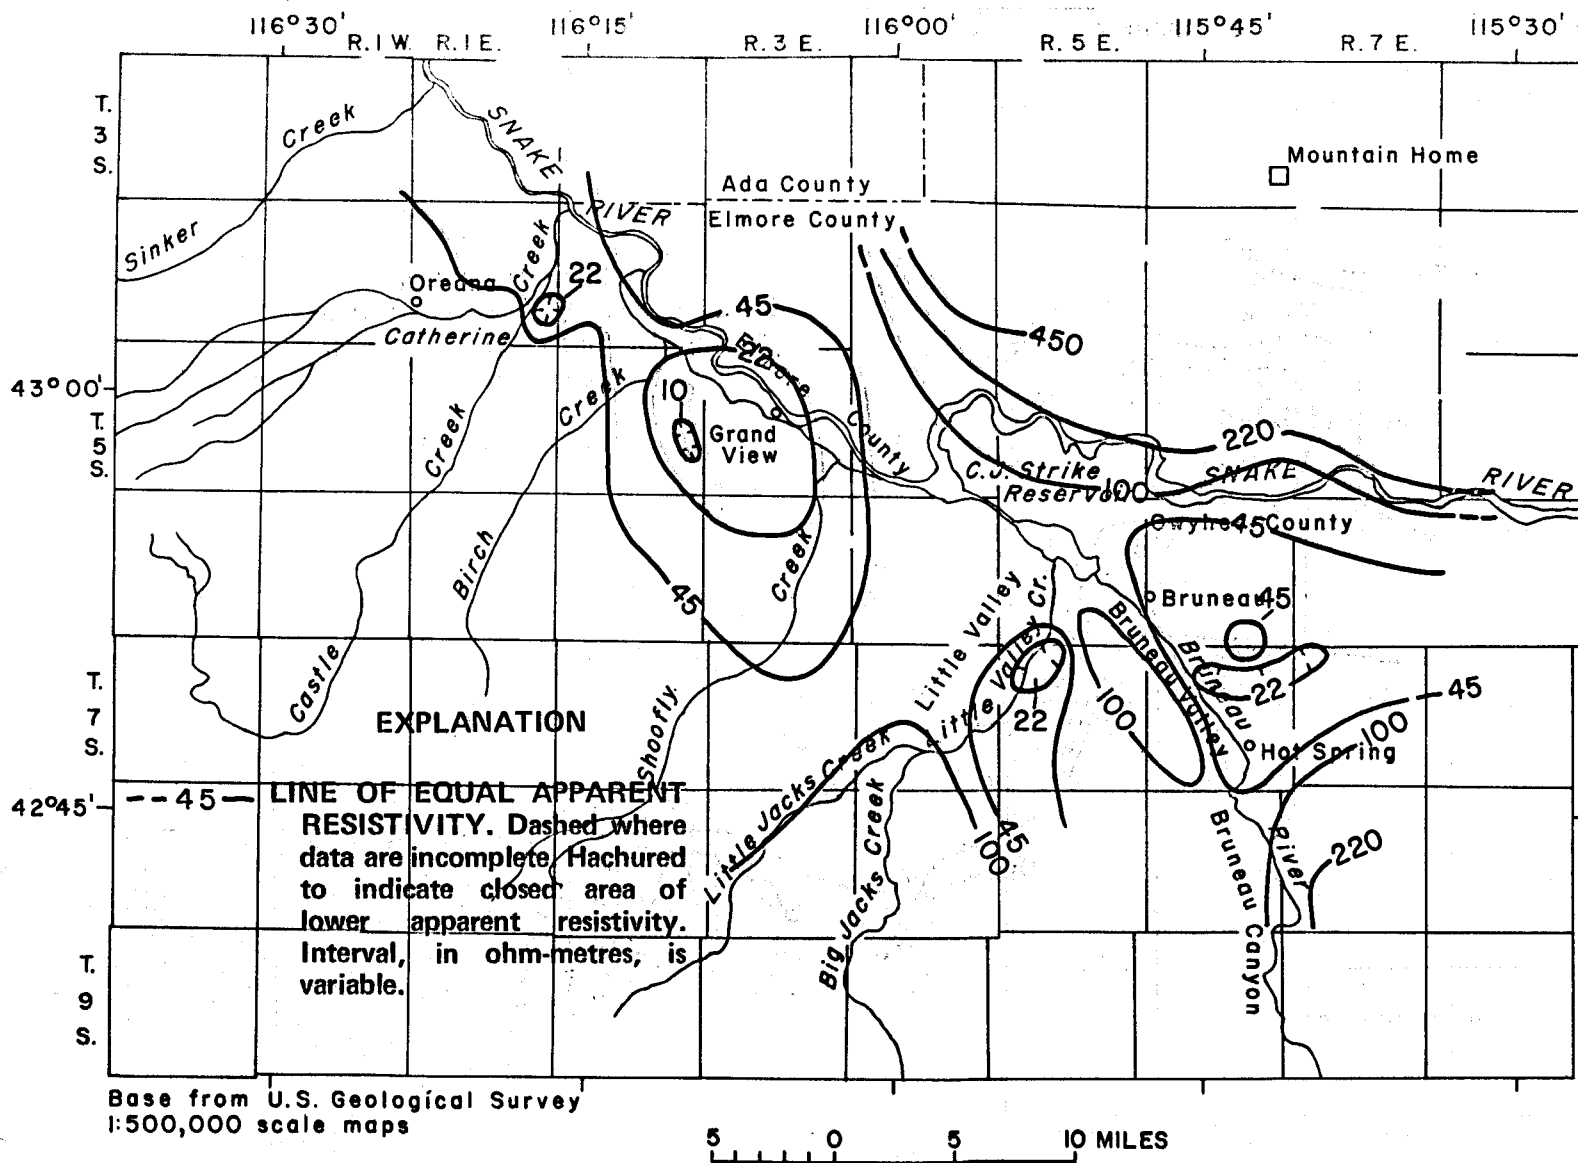 116°30' 116°15' 116°00' 115°45' 115°30'
R.1W. R.1E. R.3 E. R.5 E. R.7 E.
T.
3
S.
Creek
SNAKE
RIVER
Mountain Home
Ada County
Elmore County
Sinker
Oreana
Creek
22
Catherine
45
450
22
Elmore
County
43°00'
T.
5
S.
10
Creek
Creek
Grand
View
220
C.J. Strike
Reservoir
100
SNAKE
RIVER
Owyhee County
45
Birch
Creek
45
Little Valley
Little Valley Cr.
Bruneau
45
Bruneau Valley
Bruneau
22
22
100
45
100
T.
7
S.
Castle
Shoofly
Hot Spring
EXPLANATION
42°45'
45 LINE OF EQUAL APPARENT
RESISTIVITY. Dashed where
data are incomplete. Hachured
to indicate closed area of
lower apparent resistivity.
Interval, in ohm-metres, is
variable.
Little Jacks Creek
Big Jacks Creek
45
100
River
220
Bruneau Canyon
T.
9
S.
Base from U.S. Geological Survey
1:500,000 scale maps
5 0 5 10 MILES